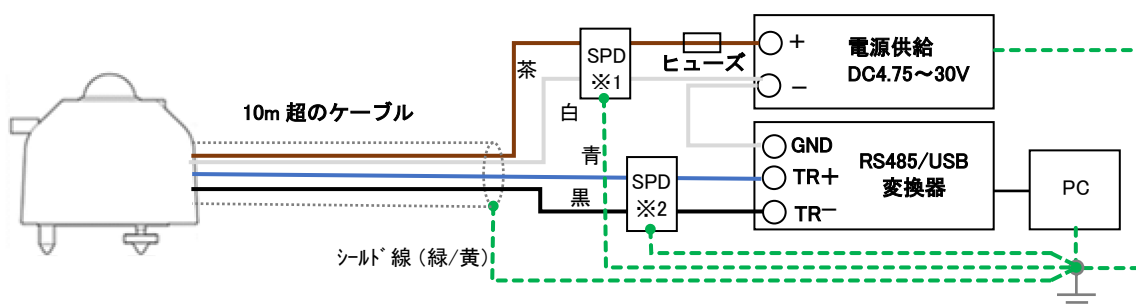 10m 超のケーブル
茶
白
青
黒
SPD
※1
ヒューズ
+
−
電源供給
DC4.75～30V
SPD
※2
GND
TR+
TR−
RS485/USB
変換器
PC
ｼｰﾙﾄﾞ線 (緑/黄)